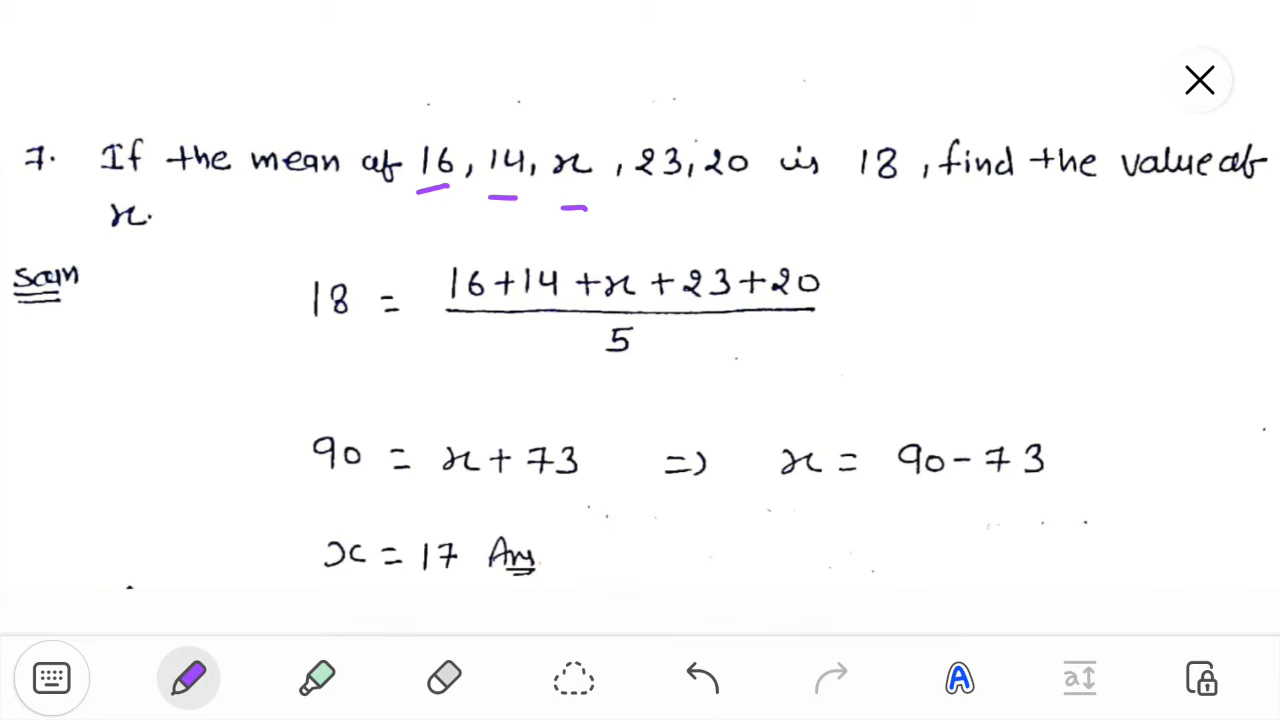 7. If the mean of 16, 14, x, 23, 20 is 18, find the value of
x.
Soln
18 = 16+14+x+23+20
5
90 = x+73 => x = 90-73
x = 17 Ans
A
a